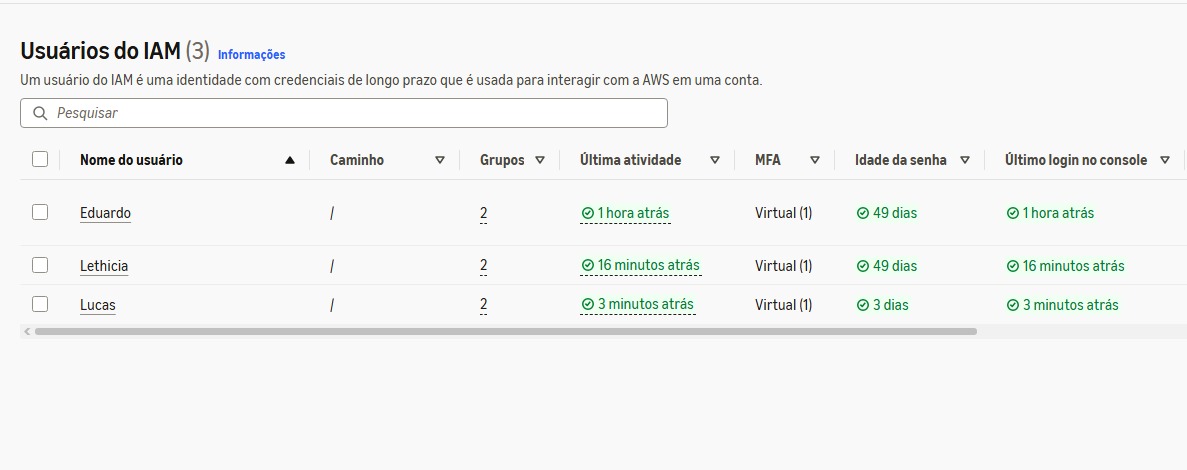 Usuários do IAM (3) Informações
Um usuário do IAM é uma identidade com credenciais de longo prazo que é usada para interagir com a AWS em uma conta.
Pesquisar
Nome do usuário Caminho Grupos Última atividade MFA Idade da senha Último login no console
Eduardo / 2 1 hora atrás Virtual (1) 49 dias 1 hora atrás
Lethicia / 2 16 minutos atrás Virtual (1) 49 dias 16 minutos atrás
Lucas / 2 3 minutos atrás Virtual (1) 3 dias 3 minutos atrás